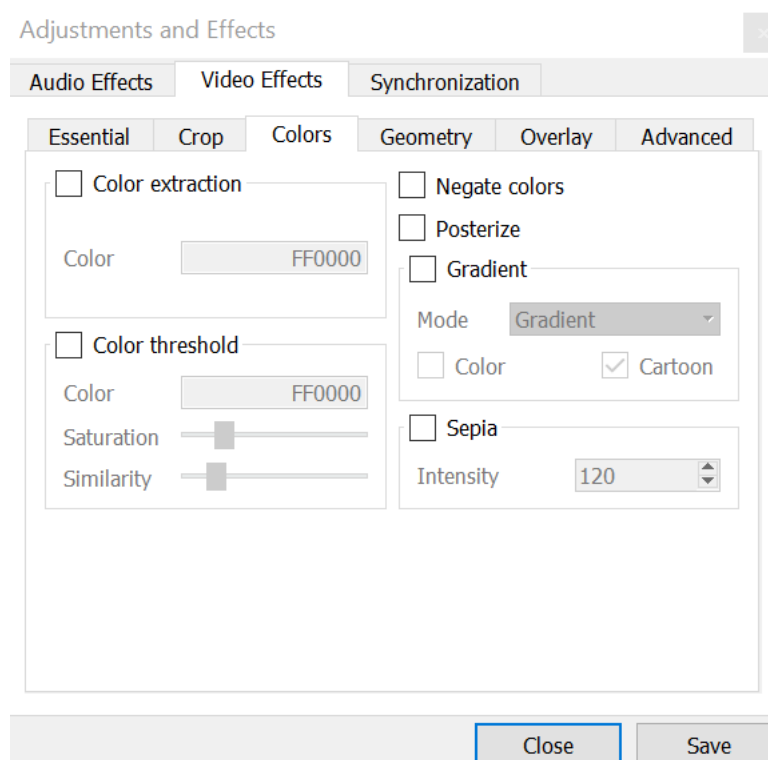 Adjustments and Effects
Audio Effects Video Effects Synchronization
Essential Crop Colors Geometry Overlay Advanced
Color extraction
Color FF0000
Color threshold
Color FF0000
Saturation
Similarity
Negate colors
Posterize
Gradient
Mode Gradient
Color Cartoon
Sepia
Intensity 120
Close Save